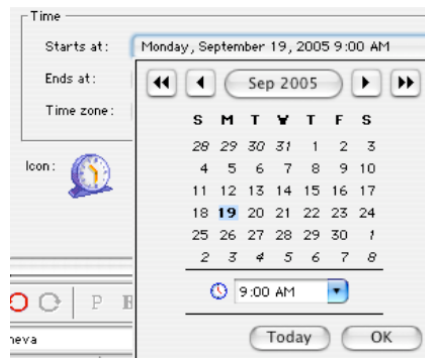 Time
Starts at: Monday, September 19, 2005 9:00 AM
Ends at:
Sep 2005
Time zone:
S M T W T F S
28 29 30 31 1 2 3
Icon: 4 5 6 7 8 9 10
11 12 13 14 15 16 17
18 19 20 21 22 23 24
25 26 27 28 29 30 1
2 3 4 5 6 7 8
9:00 AM
P
Today OK